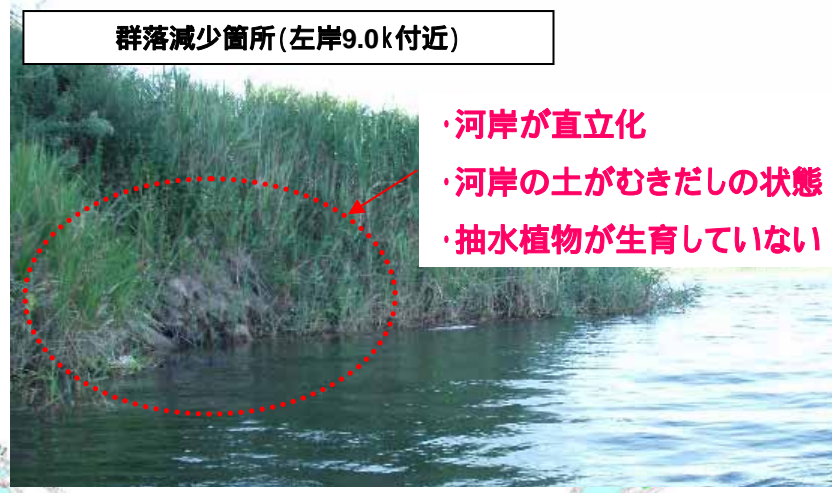 群落減少箇所(左岸9.0k付近)
・河岸が直立化
・河岸の土がむきだしの状態
・抽水植物が生育していない